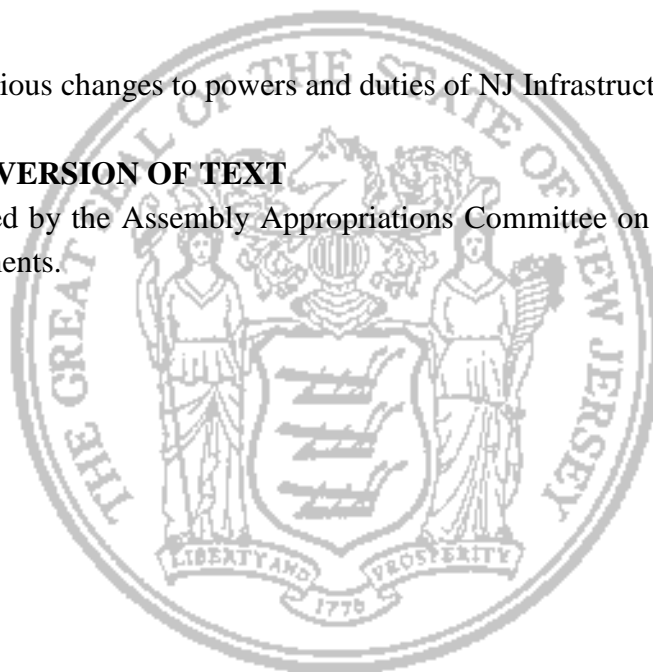 ious changes to powers and duties of NJ Infrastruct
VERSION OF TEXT
ed by the Assembly Appropriations Committee on
ents.
THE GREAT SEAL OF THE STATE OF NEW JERSEY
LIBERTY AND PROSPERITY
1776